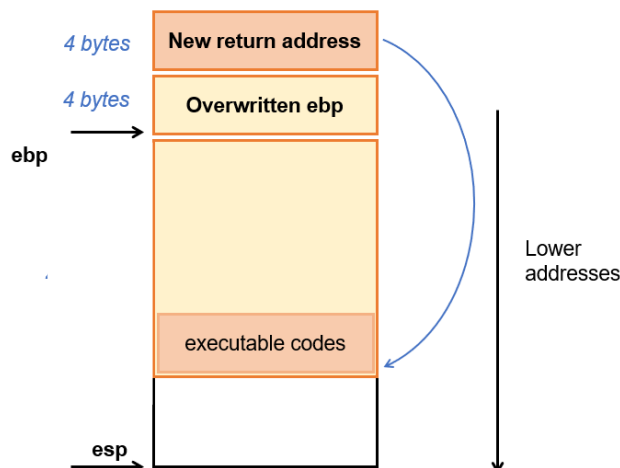 New return address
4 bytes
4 bytes
Overwritten ebp
ebp
Lower
addresses
executable codes
esp